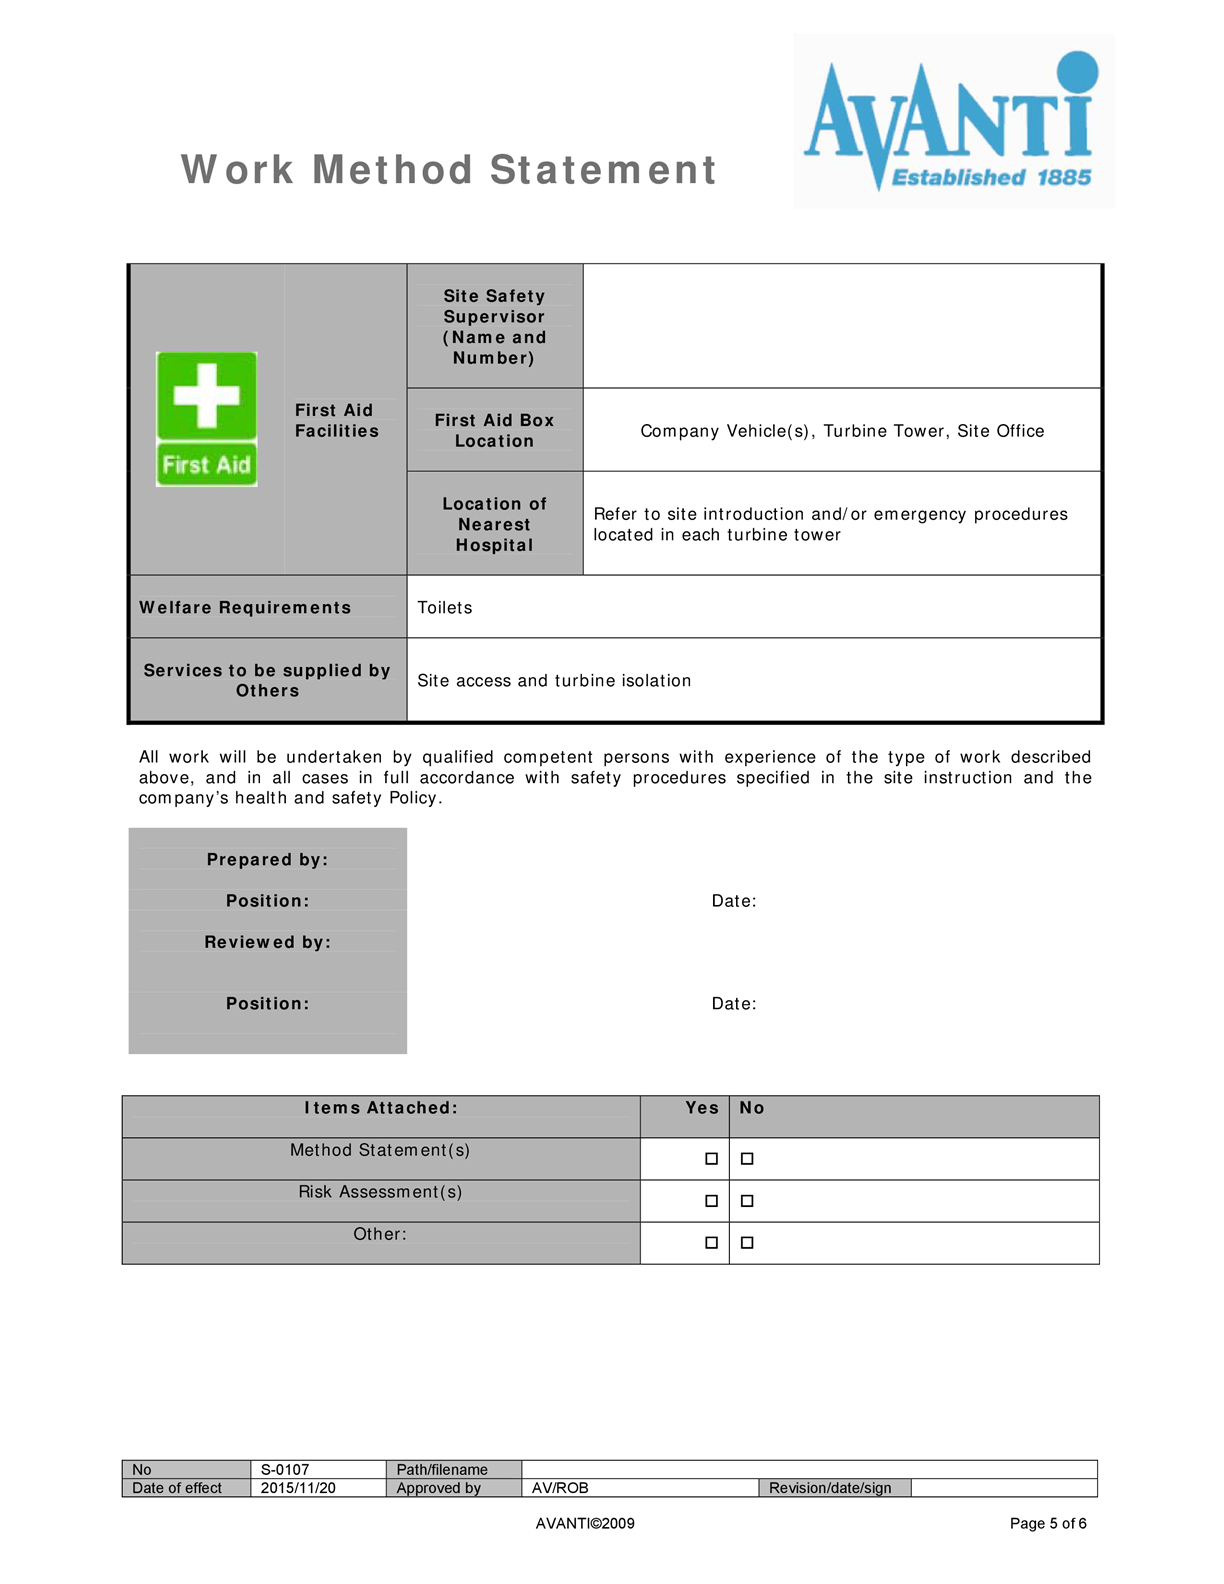 AVANTI
Established 1885
Work Method Statement
First Aid
First Aid
Facilities
Site Safety
Supervisor
(Name and
Number)
First Aid Box
Location
Company Vehicle(s), Turbine Tower, Site Office
Location of
Nearest
Hospital
Refer to site introduction and/or emergency procedures
located in each turbine tower
Welfare Requirements
Toilets
Services to be supplied by
Others
Site access and turbine isolation
All work will be undertaken by qualified competent persons with experience of the type of work described
above, and in all cases in full accordance with safety procedures specified in the site instruction and the
company's health and safety Policy.
Prepared by:
Position:
Date:
Reviewed by:
Position:
Date:
Items Attached: Yes No
Method Statement(s)
Risk Assessment(s)
Other:
No S-0107 Path/filename
Date of effect 2015/11/20 Approved by AV/ROB Revision/date/sign
AVANTI©2009 Page 5 of 6